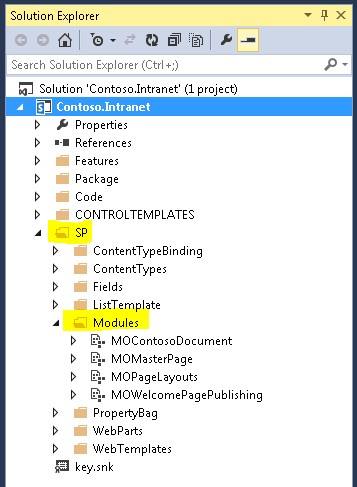 Solution Explorer
Search Solution Explorer (Ctrl+;)
Solution 'Contoso.Intranet' (1 project)
Contoso.Intranet
Properties
References
Features
Package
Code
CONTROLTEMPLATES
SP
ContentTypeBinding
ContentTypes
Fields
ListTemplate
Modules
MOContosoDocument
MOMasterPage
MOPageLayouts
MOWelcomePagePublishing
PropertyBag
WebParts
WebTemplates
key.snk